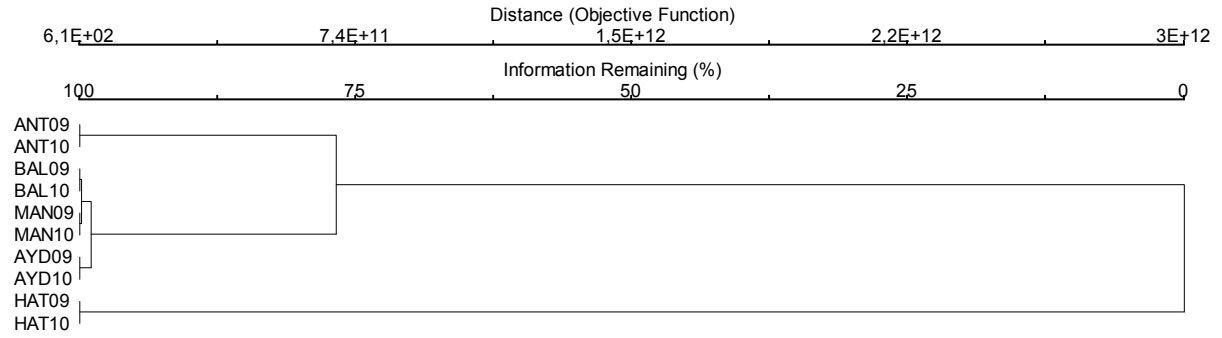 Distance (Objective Function)
6,1E+02 7,4E+11 1,5E+12 2,2E+12 3E+12
Information Remaining (%)
100 75 50 25 0
ANT09
ANT10
BAL09
BAL10
MAN09
MAN10
AYD09
AYD10
HAT09
HAT10